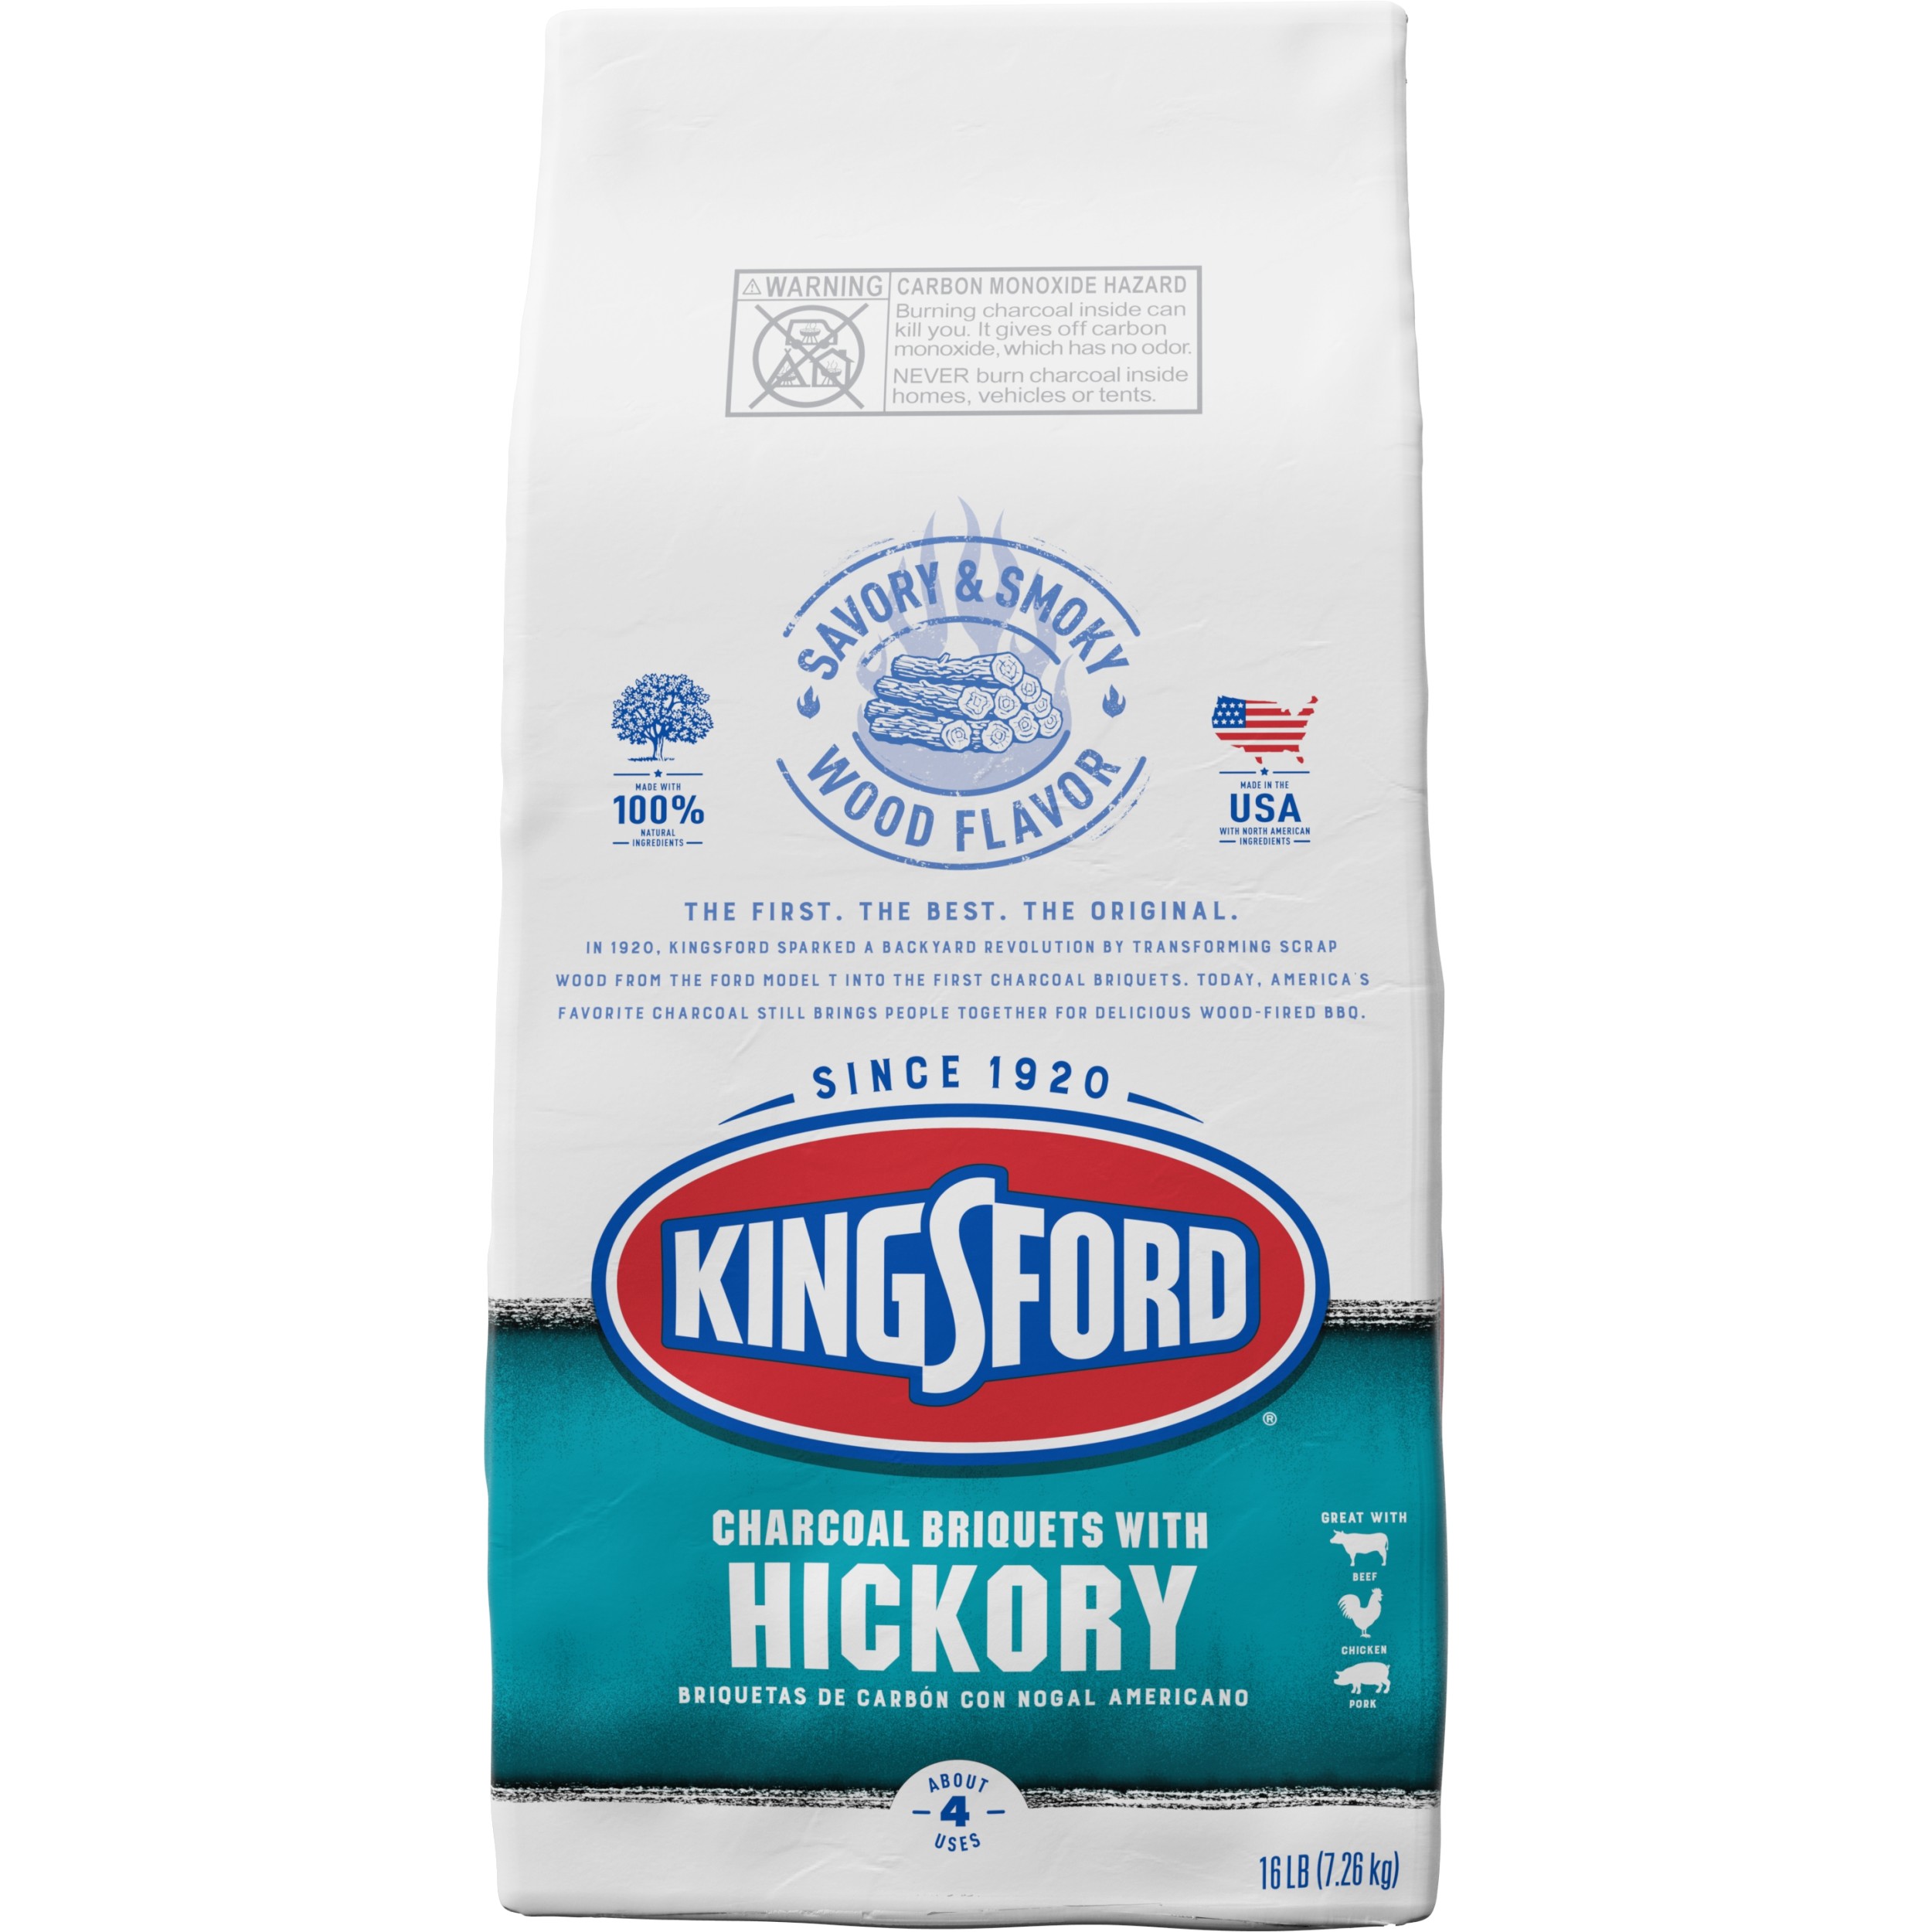 WARNING
CARBON MONOXIDE HAZARD
Burning charcoal inside can
kill you. It gives off carbon
monoxide, which has no odor.
NEVER burn charcoal inside
homes, vehicles or tents.
SAVORY & SMOKY
WOOD FLAVOR
MADE WITH
100%
NATURAL
INGREDIENTS
MADE IN THE
USA
WITH NORTH AMERICAN
INGREDIENTS
THE FIRST. THE BEST. THE ORIGINAL.
IN 1920, KINGSFORD SPARKED A BACKYARD REVOLUTION BY TRANSFORMING SCRAP
WOOD FROM THE FORD MODEL T INTO THE FIRST CHARCOAL BRIQUETS. TODAY, AMERICA'S
FAVORITE CHARCOAL STILL BRINGS PEOPLE TOGETHER FOR DELICIOUS WOOD-FIRED BBQ.
SINCE 1920
KINGSFORD
®
CHARCOAL BRIQUETS WITH
HICKORY
BRIQUETAS DE CARBÓN CON NOGAL AMERICANO
GREAT WITH
BEEF
CHICKEN
PORK
ABOUT
4
USES
16 LB (7.26 kg)